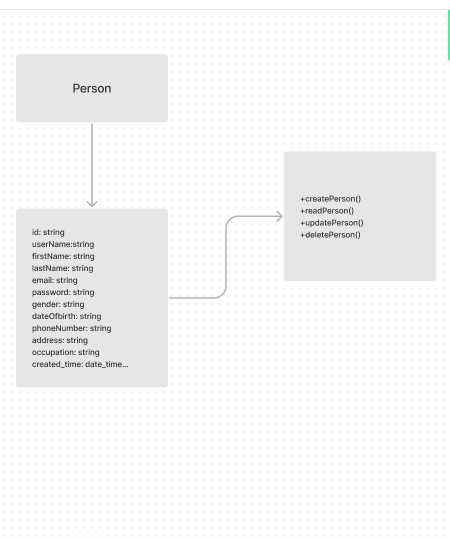 Person
id: string
userName:string
firstName: string
lastName: string
email: string
password: string
gender: string
dateOfbirth: string
phoneNumber: string
address: string
occupation: string
created_time: date_time...
+createPerson()
+readPerson()
+updatePerson()
+deletePerson()